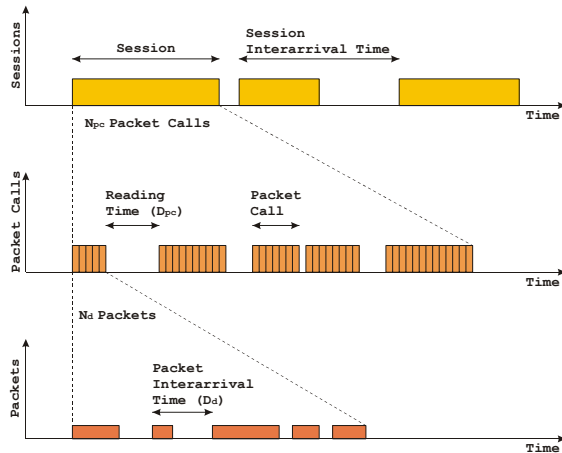 Sessions
Session
Session
Interarrival Time
Time
Npc Packet Calls
Packet Calls
Reading
Time (Dpc)
Packet
Call
Time
Nd Packets
Packets
Packet
Interarrival
Time (Dd)
Time